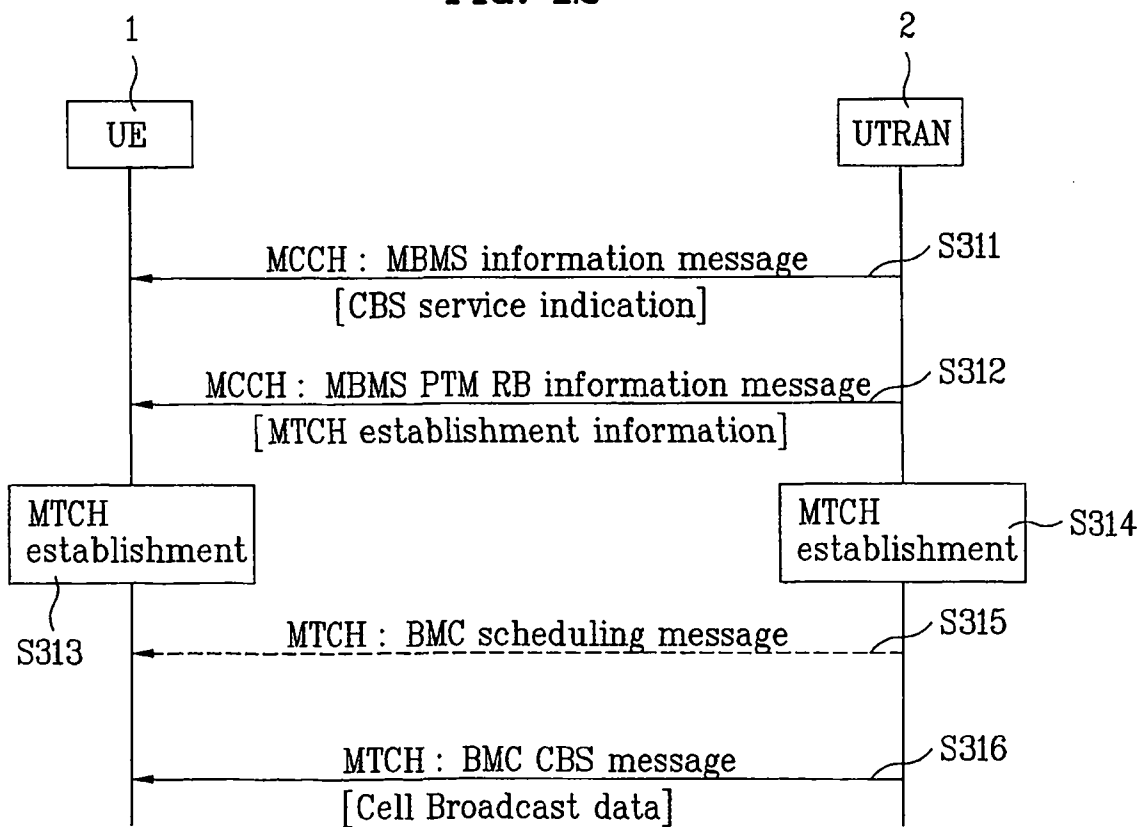 1
2
UE
UTRAN
MCCH : MBMS information message
S311
[CBS service indication]
MCCH : MBMS PTM RB information message
S312
[MTCH establishment information]
MTCH
establishment
MTCH
establishment
S314
S313
MTCH : BMC scheduling message
S315
MTCH : BMC CBS message
S316
[Cell Broadcast data]